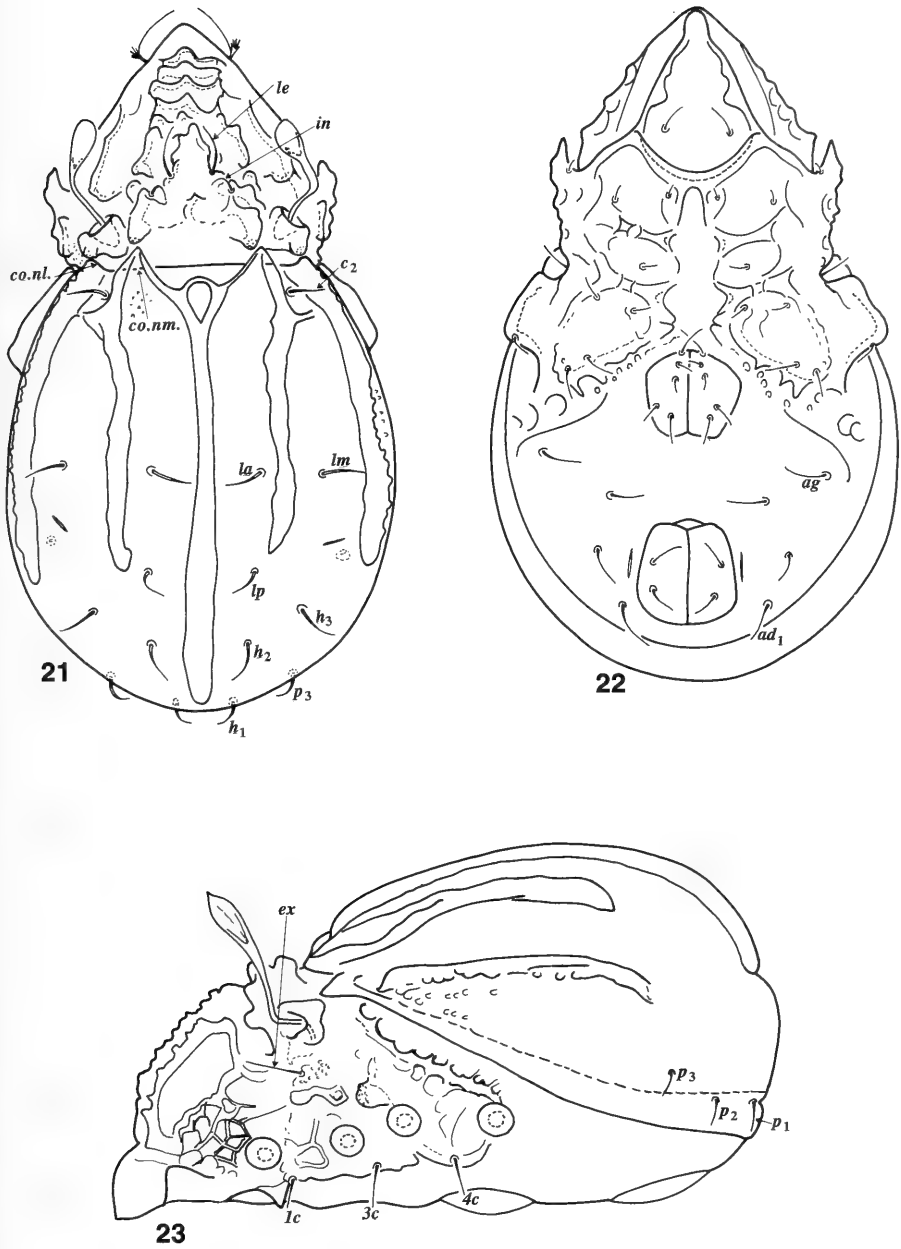 le
in
co.nl.
c2
co.nm.
la
lm
lp
h3
h2
p3
h1
21
ag
ad1
22
ex
p3
p2
p1
1c
3c
4c
23